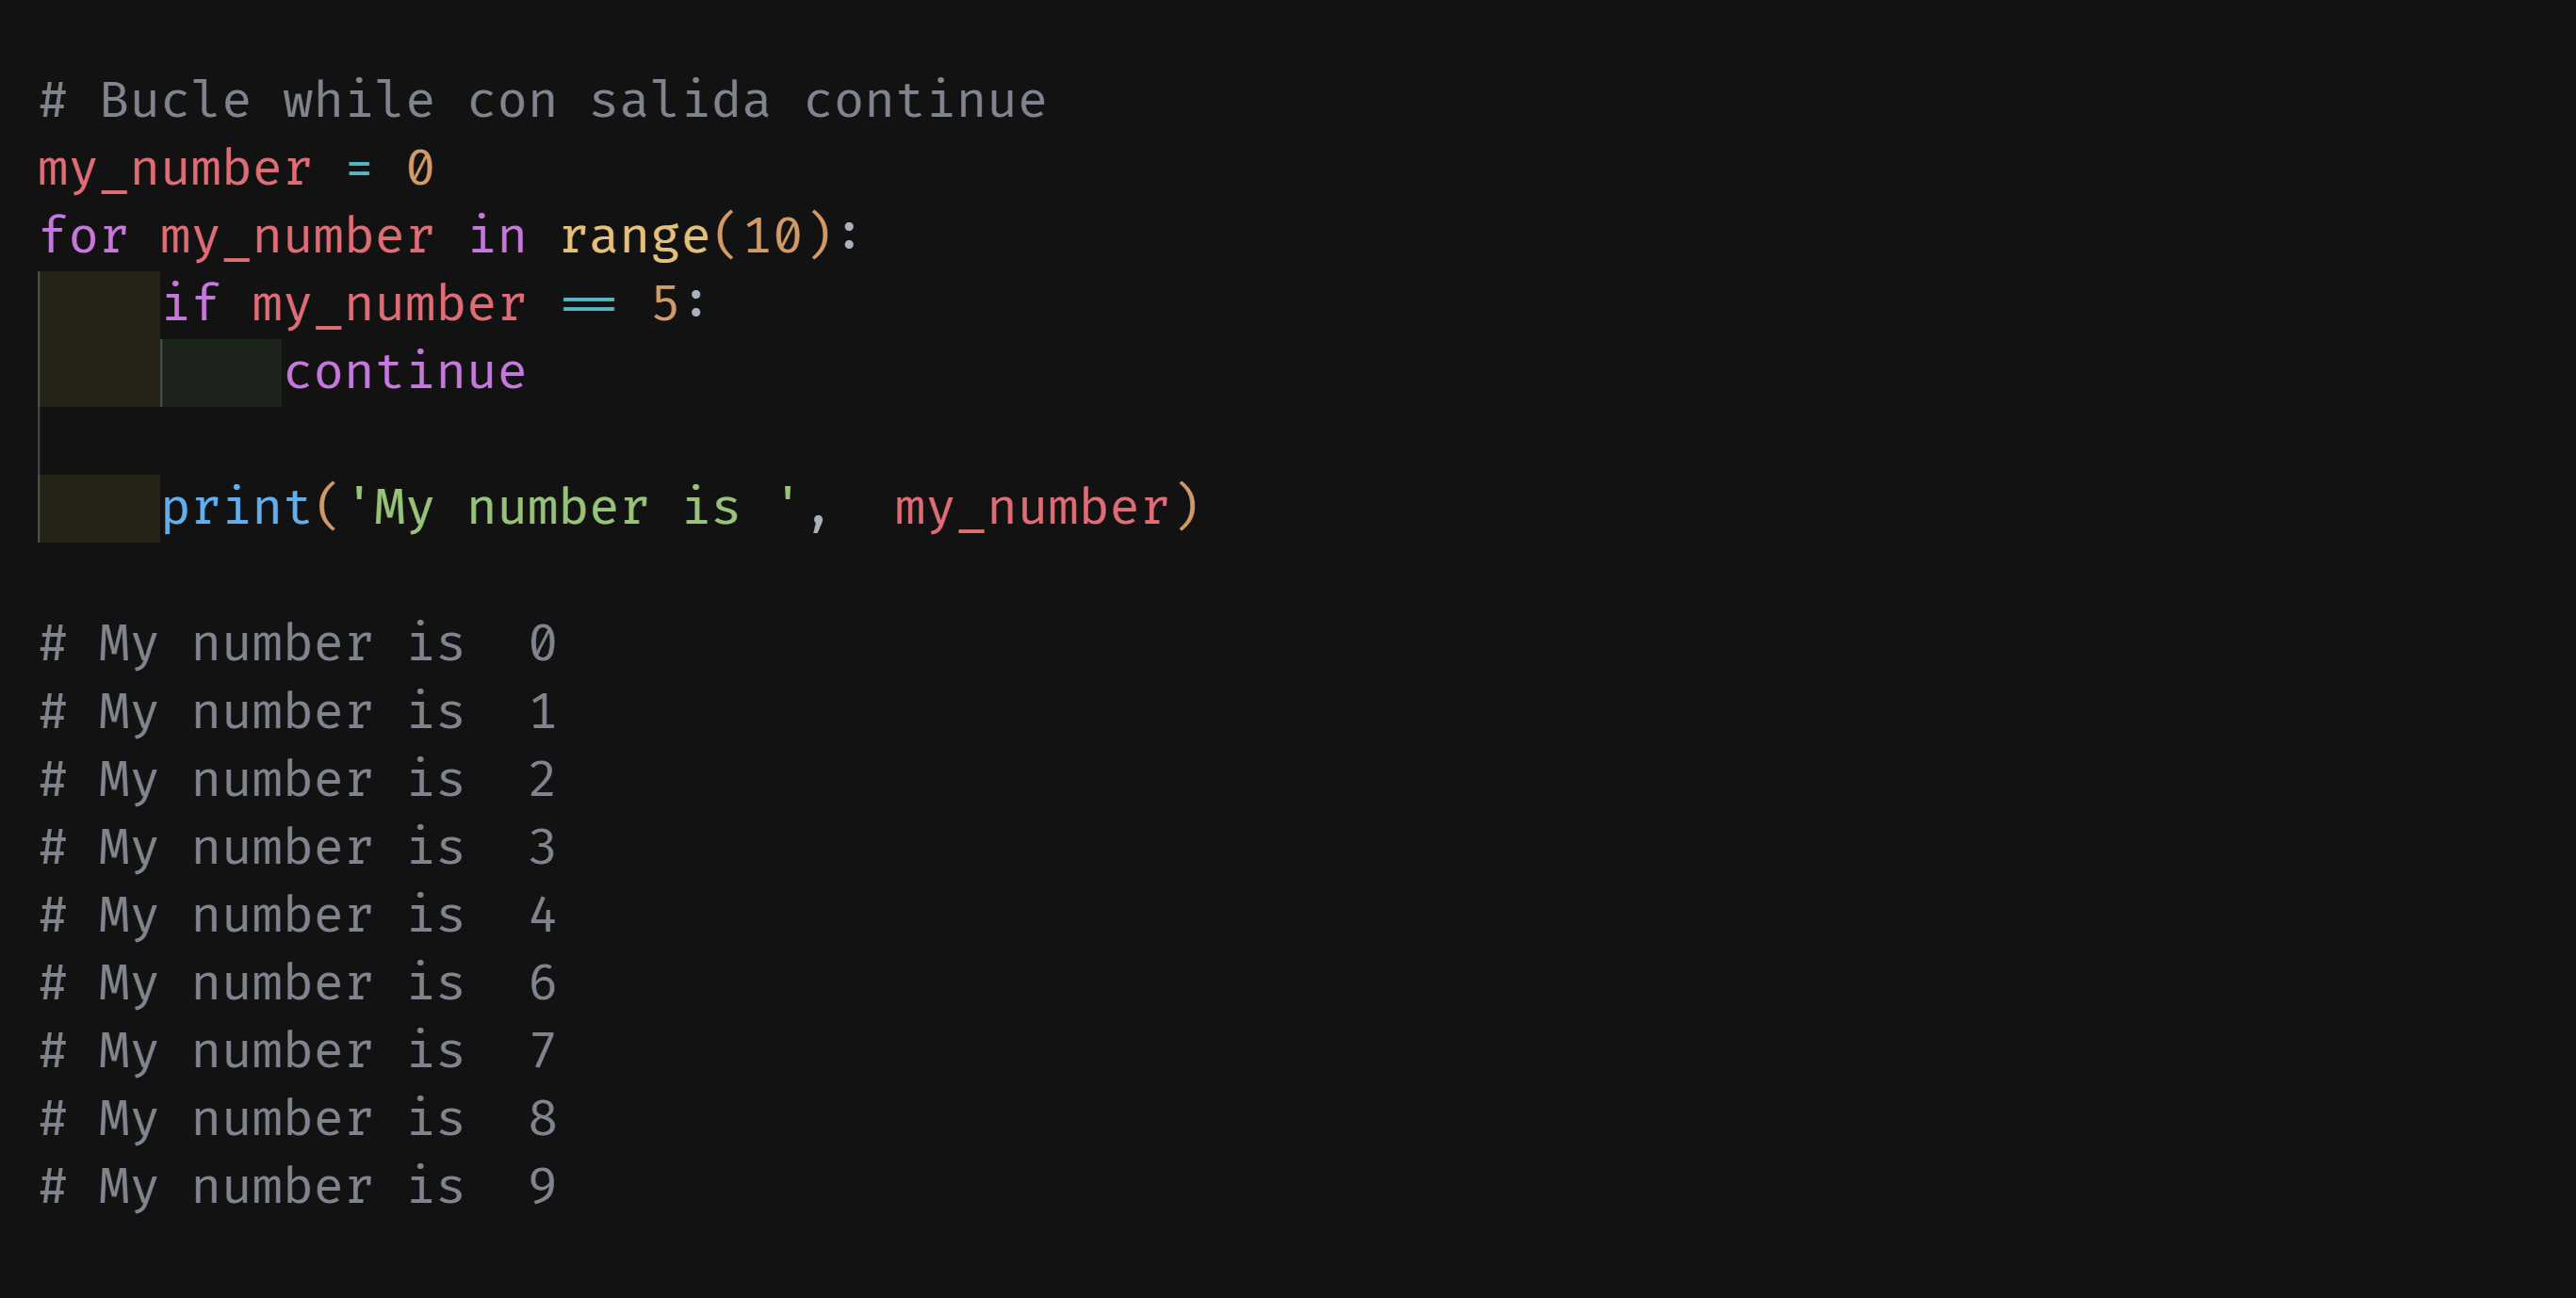 # Bucle while con salida continue
my_number = 0
for my_number in range(10):
    if my_number == 5:
        continue
    print('My number is ',  my_number)
# My number is  0
# My number is  1
# My number is  2
# My number is  3
# My number is  4
# My number is  6
# My number is  7
# My number is  8
# My number is  9